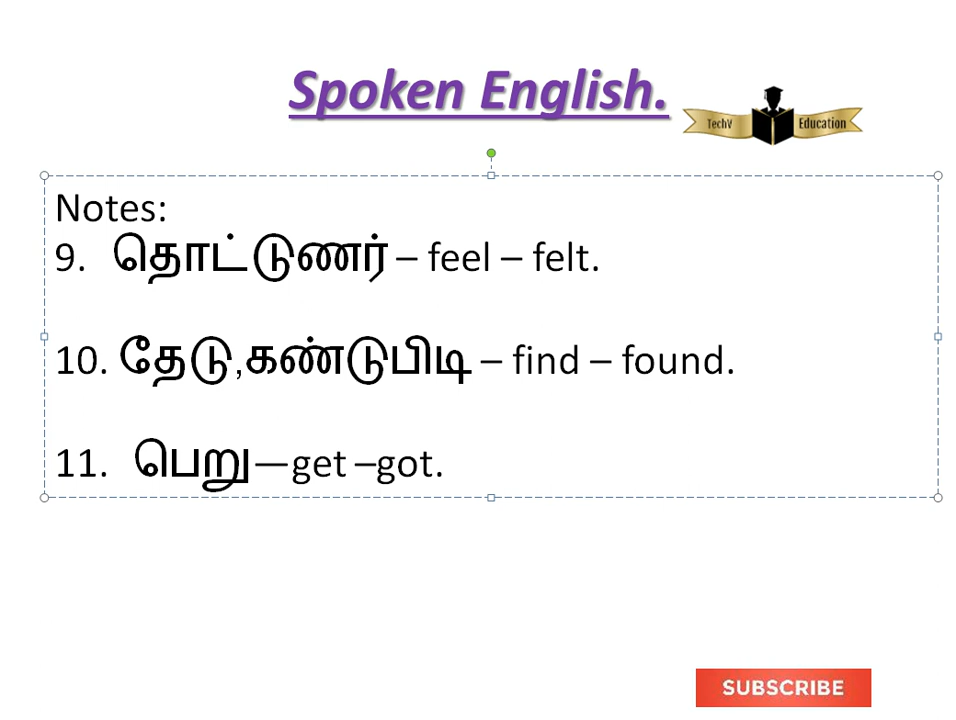 Spoken English.
TechV Education
Notes:
9. தொட்டுணர் – feel – felt.
10. தேடு,கண்டுபிடி – find – found.
11. பெறு—get –got.
SUBSCRIBE